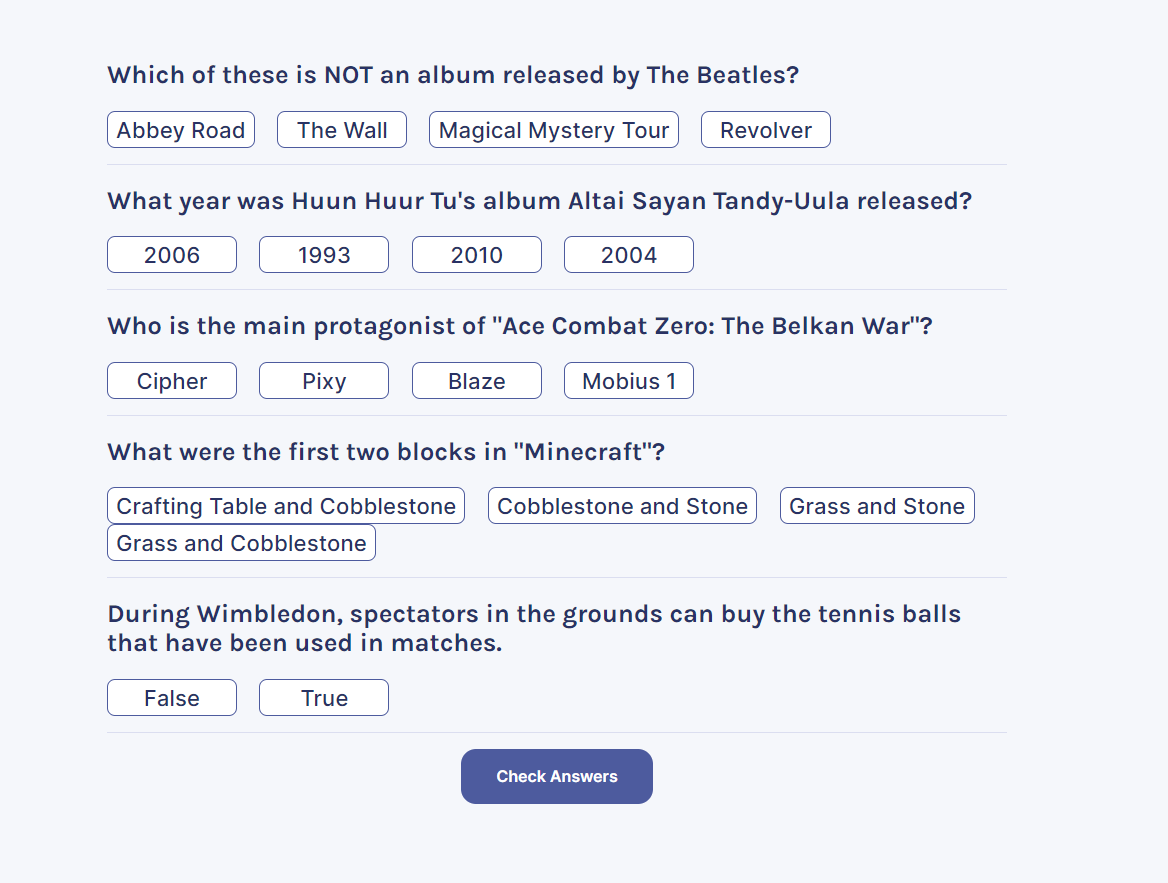 Which of these is NOT an album released by The Beatles?
Abbey Road The Wall Magical Mystery Tour Revolver
What year was Huun Huur Tu's album Altai Sayan Tandy-Uula released?
2006 1993 2010 2004
Who is the main protagonist of "Ace Combat Zero: The Belkan War"?
Cipher Pixy Blaze Mobius 1
What were the first two blocks in "Minecraft"?
Crafting Table and Cobblestone Cobblestone and Stone Grass and Stone
Grass and Cobblestone
During Wimbledon, spectators in the grounds can buy the tennis balls
that have been used in matches.
False True
Check Answers